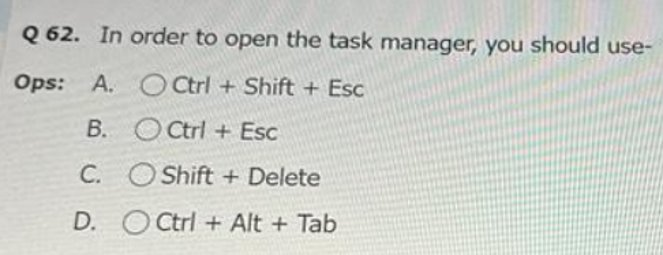 Q 62. In order to open the task manager, you should use-
Ops: A. Ctrl + Shift + Esc
B. Ctrl + Esc
C. Shift + Delete
D. Ctrl + Alt + Tab